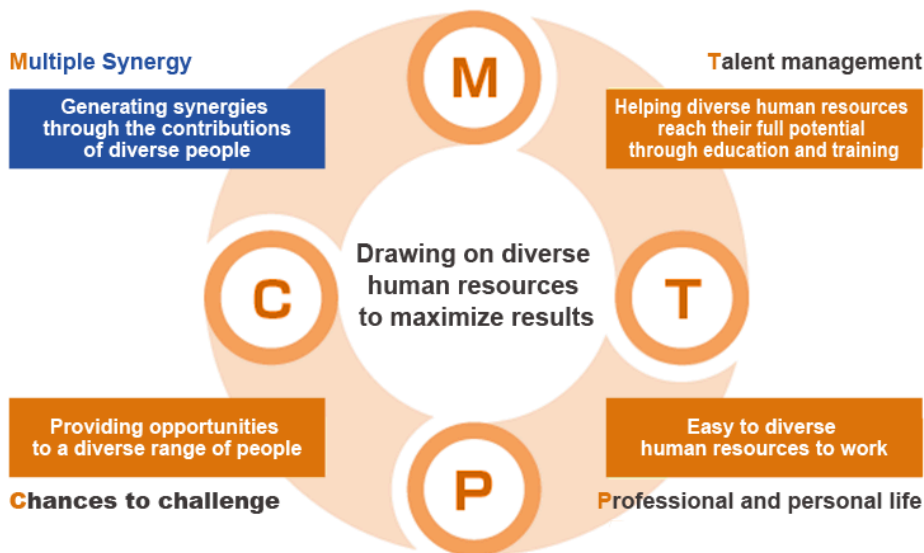 Multiple Synergy
Generating synergies
through the contributions
of diverse people
M
Talent management
Helping diverse human resources
reach their full potential
through education and training
C
Drawing on diverse
human resources
to maximize results
T
Providing opportunities
to a diverse range of people
Chances to challenge
P
Easy to diverse
human resources to work
Professional and personal life